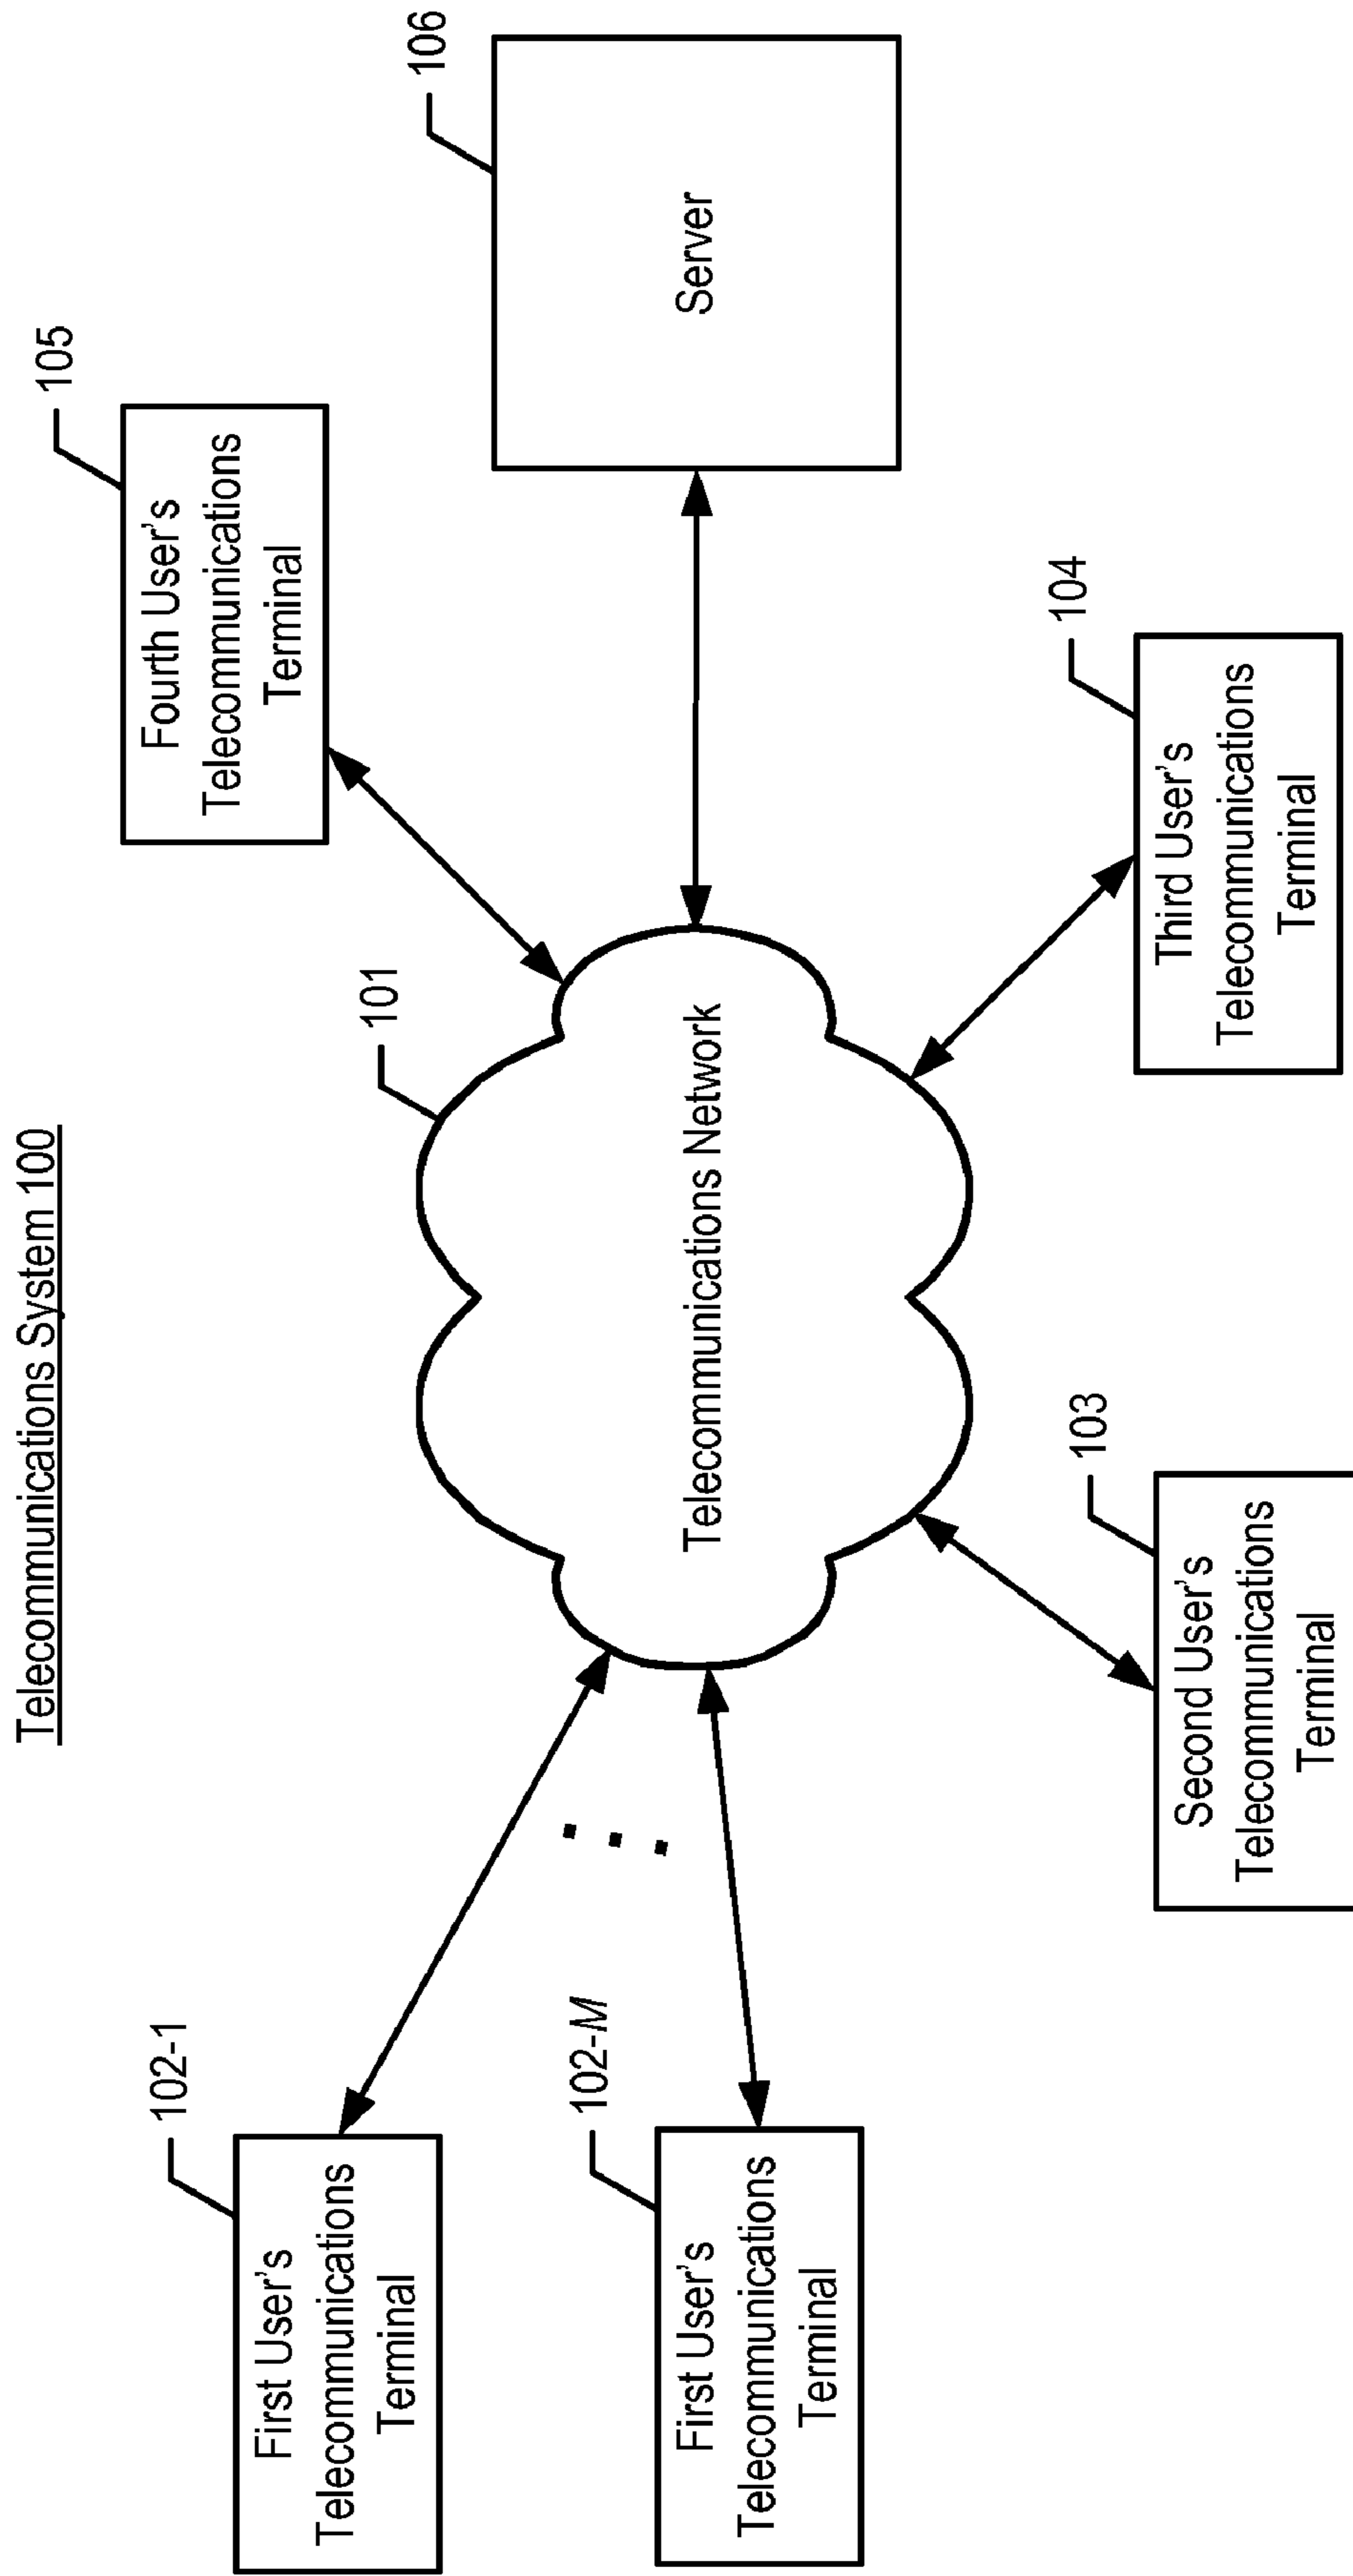 Telecommunications System 100
102-1
First User's
Telecommunications
Terminal
102-M
First User's
Telecommunications
Terminal
101
Telecommunications Network
105
Fourth User's
Telecommunications
Terminal
106
Server
103
Second User's
Telecommunications
Terminal
104
Third User's
Telecommunications
Terminal